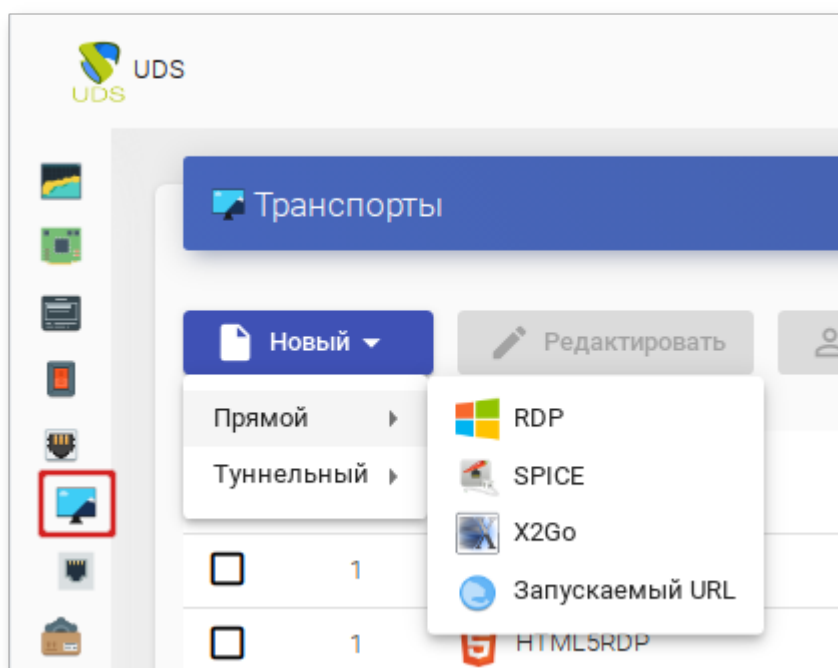 UDS
UDS
Транспорты
Новый
Редактировать
Прямой
RDP
Туннельный
SPICE
X2Go
1
Запускаемый URL
1
HTML5RDP